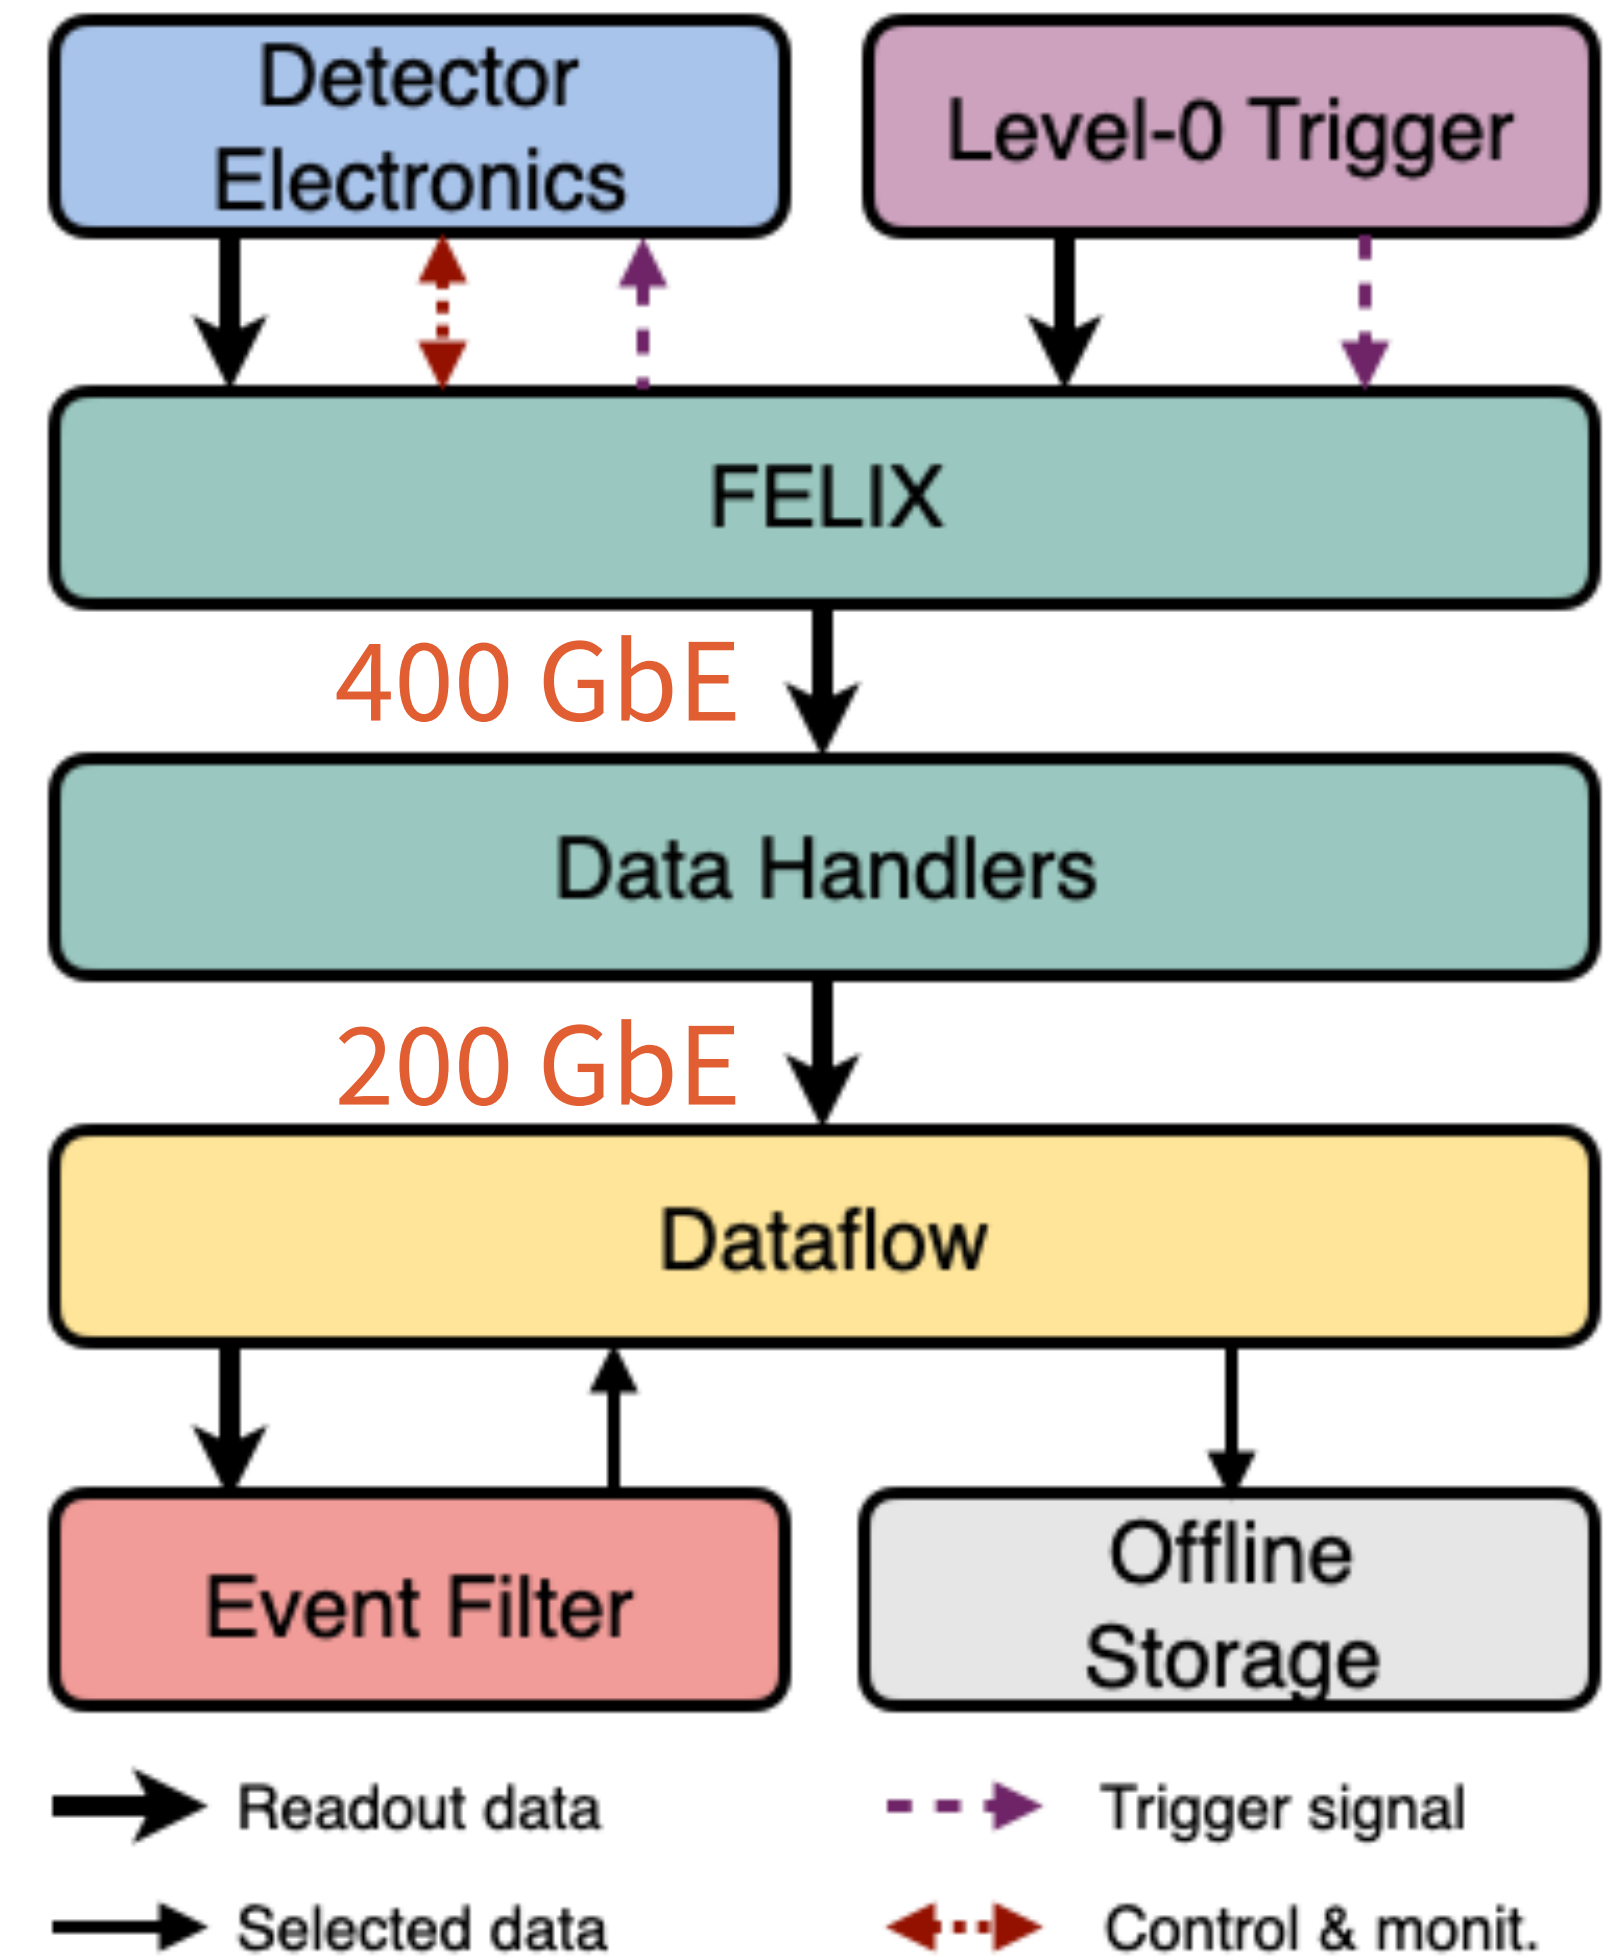 Detector
Electronics
Level-0 Trigger
FELIX
400 GbE
Data Handlers
200 GbE
Dataflow
Event Filter
Offline
Storage
Readout data
Trigger signal
Selected data
Control & monit.